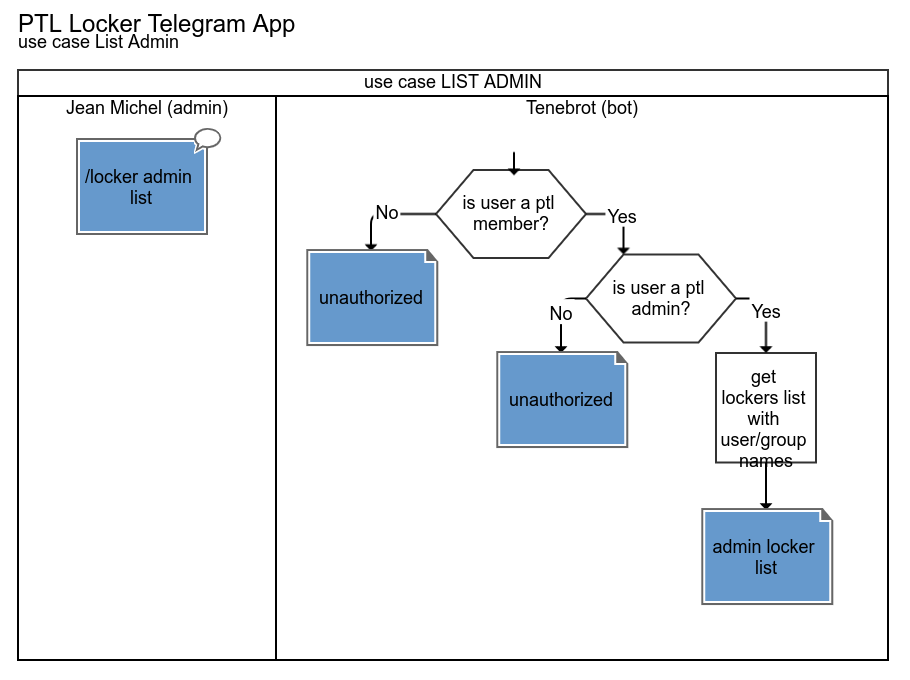 PTL Locker Telegram App
use case List Admin
use case LIST ADMIN
Jean Michel (admin)
Tenebrot (bot)
/locker admin
list
is user a ptl
member?
No
Yes
unauthorized
is user a ptl
admin?
No
Yes
unauthorized
get
lockers list
with
user/group
names
admin locker
list